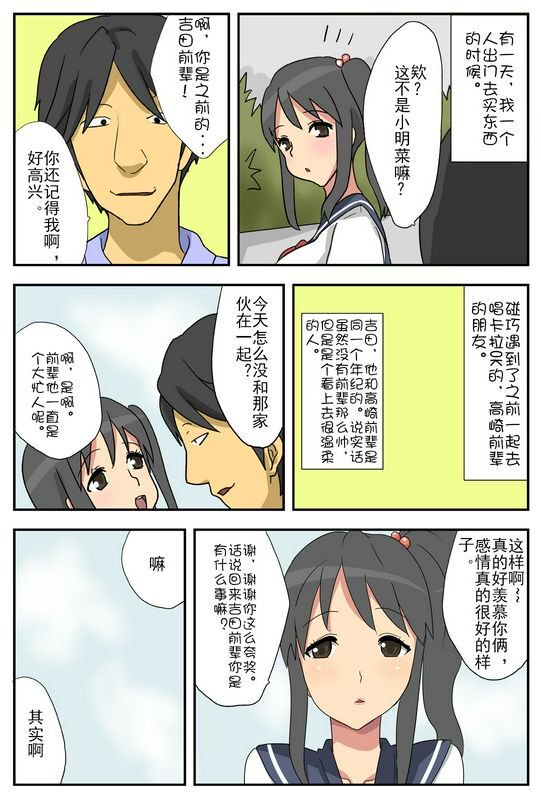 有一天，我一个
人出门去买东西
的时候。
欸？
这不是小明菜嘛？
啊，你是之前的．．．
吉田前辈！
你还记得我啊，
好高兴。
碰巧遇到了之前一起去
唱卡拉OK的，高崎前辈
的朋友。
吉田，他和高崎前辈是
同一个年纪的。说实话
虽然没有前辈那么帅，
但是是个看上去很温柔
的人。
今天怎么没和那家
伙在一起？
啊，是啊。
前辈他一直是
个大忙人呢。
这样啊~
真的好羡慕你俩，
感情真的很好的样
子。
谢，谢谢你这么夸奖。
话说回来吉田前辈你是
有什么事嘛？
嘛
其实啊